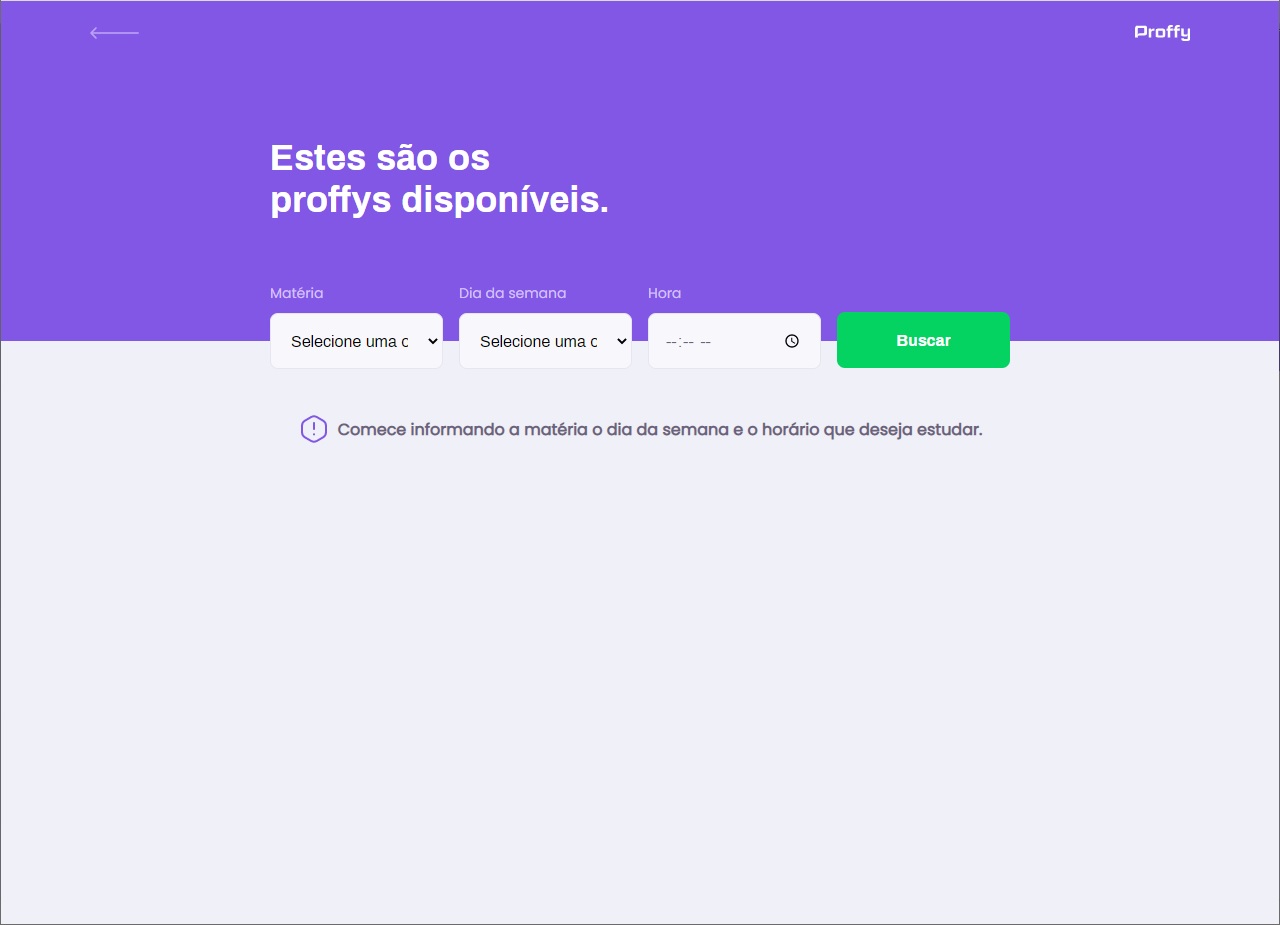 Proffy
Estes são os
proffys disponíveis.
Matéria
Dia da semana
Hora
Selecione uma o
Selecione uma o
--:-- --
Buscar
Comece informando a matéria o dia da semana e o horário que deseja estudar.